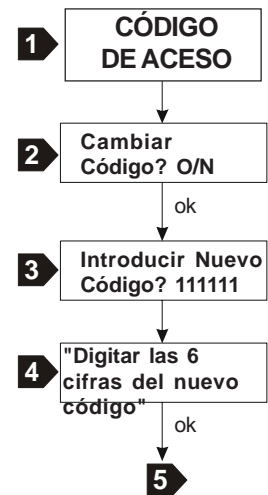 1
CÓDIGO
DE ACESO
2
Cambiar
Código? O/N
ok
3
Introducir Nuevo
Código? 111111
4
"Digitar las 6
cifras del nuevo
código"
ok
5